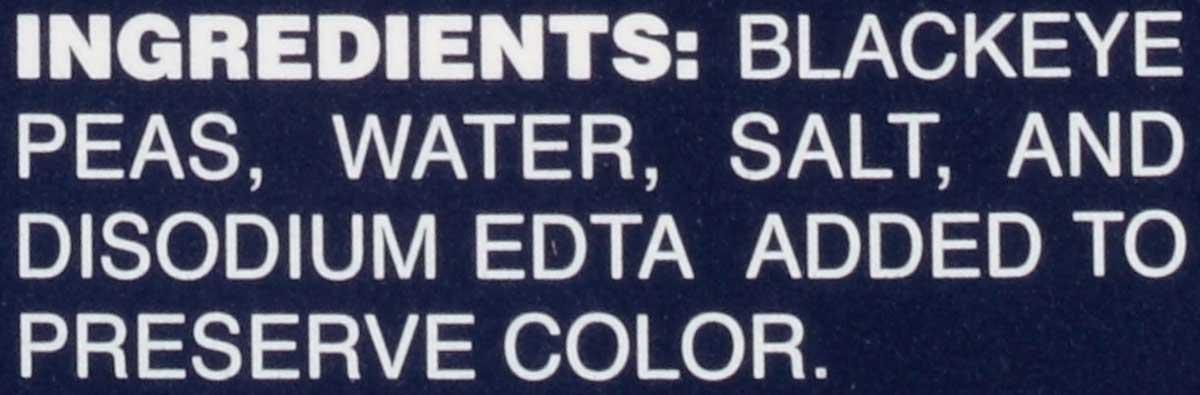 INGREDIENTS: BLACKEYE
PEAS, WATER, SALT, AND
DISODIUM EDTA ADDED TO
PRESERVE COLOR.